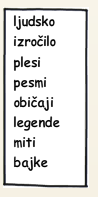 ljudsko
izročilo
plesi
pesmi
običaji
legende
miti
bajke